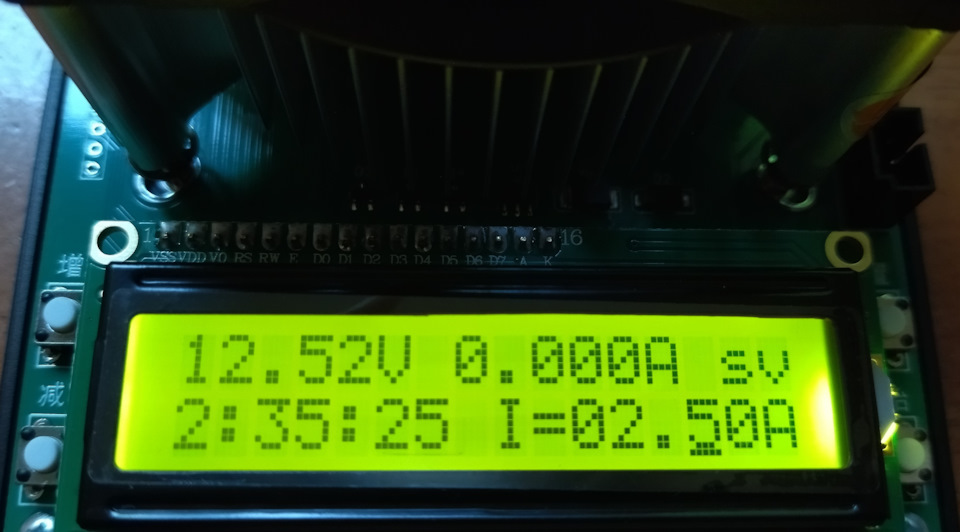 1 16
VSS VDD VO RS RW E D0 D1 D2 D3 D4 D5 D6 D7 A K
增
12.52V 0.000A sv
2:35:25 I=02.50A
减